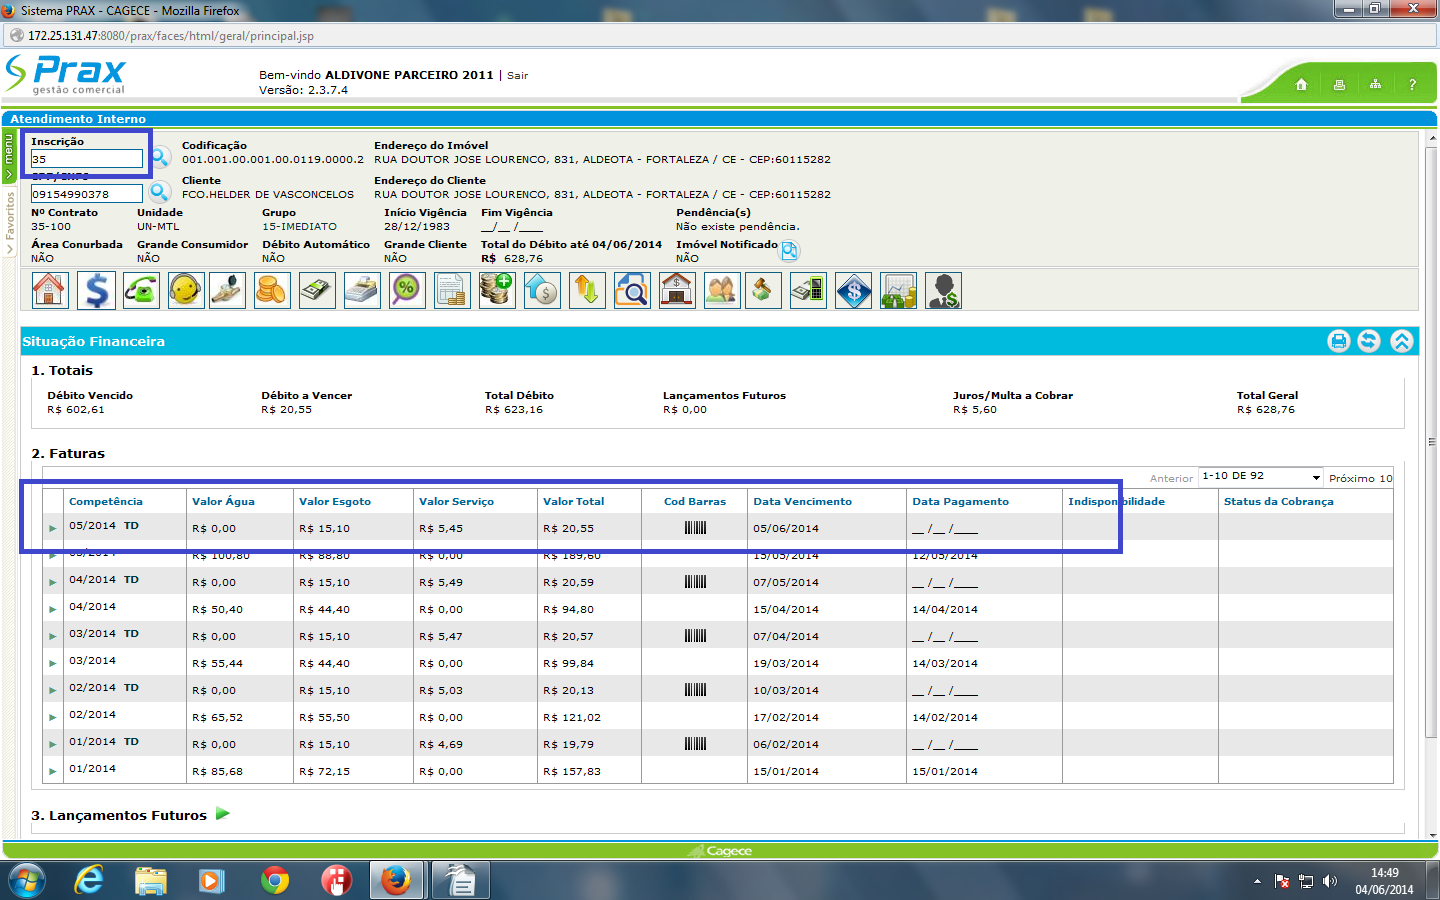 Sistema PRAX - CAGECE - Mozilla Firefox
172.25.131.47:8080/prax/faces/html/geral/principal.jsp
Prax
gestão comercial
Bem-vindo ALDIVONE PARCEIRO 2011 | Sair
Versão: 2.3.7.4
?
Atendimento Interno
menu
Favoritos
Inscrição Codificação Endereço do Imóvel
35 001.001.00.001.00.0119.0000.2 RUA DOUTOR JOSE LOURENCO, 831, ALDEOTA - FORTALEZA / CE - CEP:60115282
Cliente Endereço do Cliente
09154990378 FCO.HELDER DE VASCONCELOS RUA DOUTOR JOSE LOURENCO, 831, ALDEOTA - FORTALEZA / CE - CEP:60115282
Nº Contrato Unidade Grupo Início Vigência Fim Vigência Pendência(s)
35-100 UN-MTL 15-IMEDIATO 28/12/1983 __/__ /____ Não existe pendência.
Área Conurbada Grande Consumidor Débito Automático Grande Cliente Total do Débito até 04/06/2014 Imóvel Notificado
NÃO NÃO NÃO NÃO R$ 628,76 NÃO
Situação Financeira
1. Totais
Débito Vencido Débito a Vencer Total Débito Lançamentos Futuros Juros/Multa a Cobrar Total Geral
R$ 602,61 R$ 20,55 R$ 623,16 R$ 0,00 R$ 5,60 R$ 628,76
2. Faturas
Anterior 1-10 DE 92 Próximo 10
Competência Valor Água Valor Esgoto Valor Serviço Valor Total Cod Barras Data Vencimento Data Pagamento Indisponibilidade Status da Cobrança
05/2014 TD R$ 0,00 R$ 15,10 R$ 5,45 R$ 20,55 05/06/2014 __ /__ /____
05/2014 R$ 100,80 R$ 88,80 R$ 0,00 R$ 189,60 15/05/2014 12/05/2014
04/2014 TD R$ 0,00 R$ 15,10 R$ 5,49 R$ 20,59 07/05/2014 __ /__ /____
04/2014 R$ 50,40 R$ 44,40 R$ 0,00 R$ 94,80 15/04/2014 14/04/2014
03/2014 TD R$ 0,00 R$ 15,10 R$ 5,47 R$ 20,57 07/04/2014 __ /__ /____
03/2014 R$ 55,44 R$ 44,40 R$ 0,00 R$ 99,84 19/03/2014 14/03/2014
02/2014 TD R$ 0,00 R$ 15,10 R$ 5,03 R$ 20,13 10/03/2014 __ /__ /____
02/2014 R$ 65,52 R$ 55,50 R$ 0,00 R$ 121,02 17/02/2014 14/02/2014
01/2014 TD R$ 0,00 R$ 15,10 R$ 4,69 R$ 19,79 06/02/2014 __ /__ /____
01/2014 R$ 85,68 R$ 72,15 R$ 0,00 R$ 157,83 15/01/2014 15/01/2014
3. Lançamentos Futuros
Cagece
14:49
04/06/2014